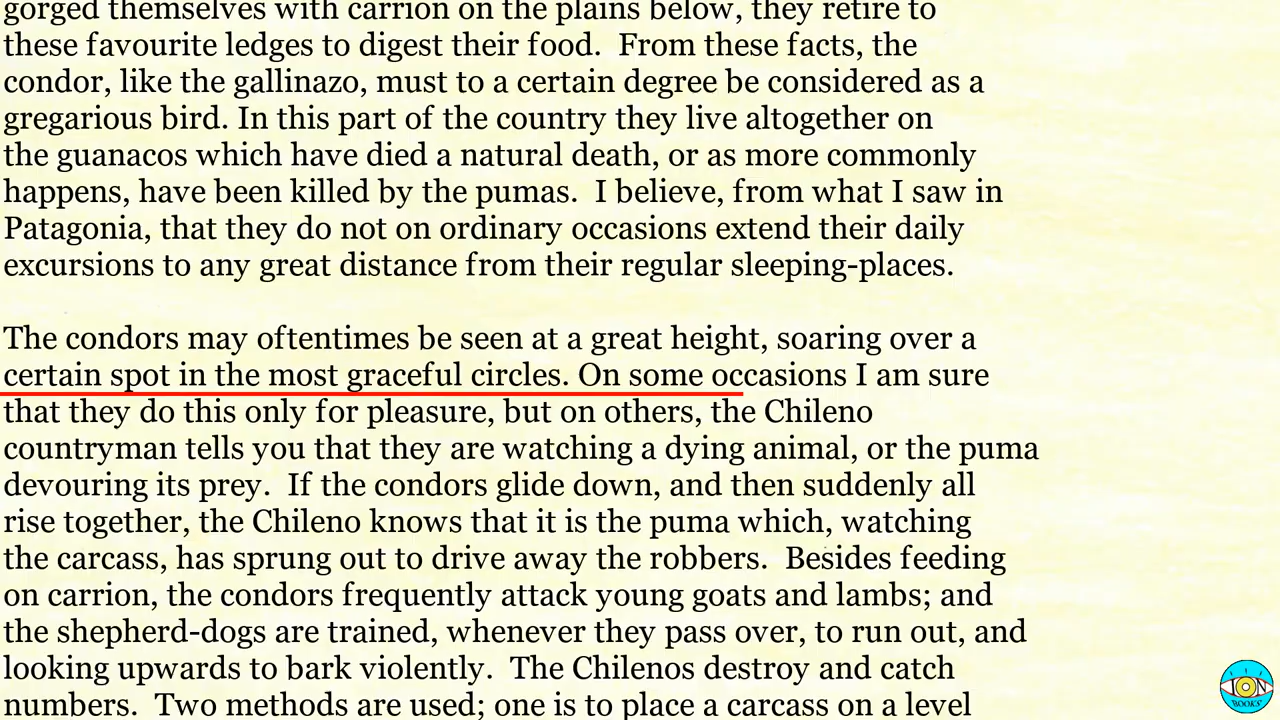 gorged themselves with carrion on the plains below, they retire to
these favourite ledges to digest their food.  From these facts, the
condor, like the gallinazo, must to a certain degree be considered as a
gregarious bird. In this part of the country they live altogether on
the guanacos which have died a natural death, or as more commonly
happens, have been killed by the pumas.  I believe, from what I saw in
Patagonia, that they do not on ordinary occasions extend their daily
excursions to any great distance from their regular sleeping-places.
The condors may oftentimes be seen at a great height, soaring over a
certain spot in the most graceful circles. On some occasions I am sure
that they do this only for pleasure, but on others, the Chileno
countryman tells you that they are watching a dying animal, or the puma
devouring its prey.  If the condors glide down, and then suddenly all
rise together, the Chileno knows that it is the puma which, watching
the carcass, has sprung out to drive away the robbers.  Besides feeding
on carrion, the condors frequently attack young goats and lambs; and
the shepherd-dogs are trained, whenever they pass over, to run out, and
looking upwards to bark violently.  The Chilenos destroy and catch
numbers.  Two methods are used; one is to place a carcass on a level
ION
BOOKS